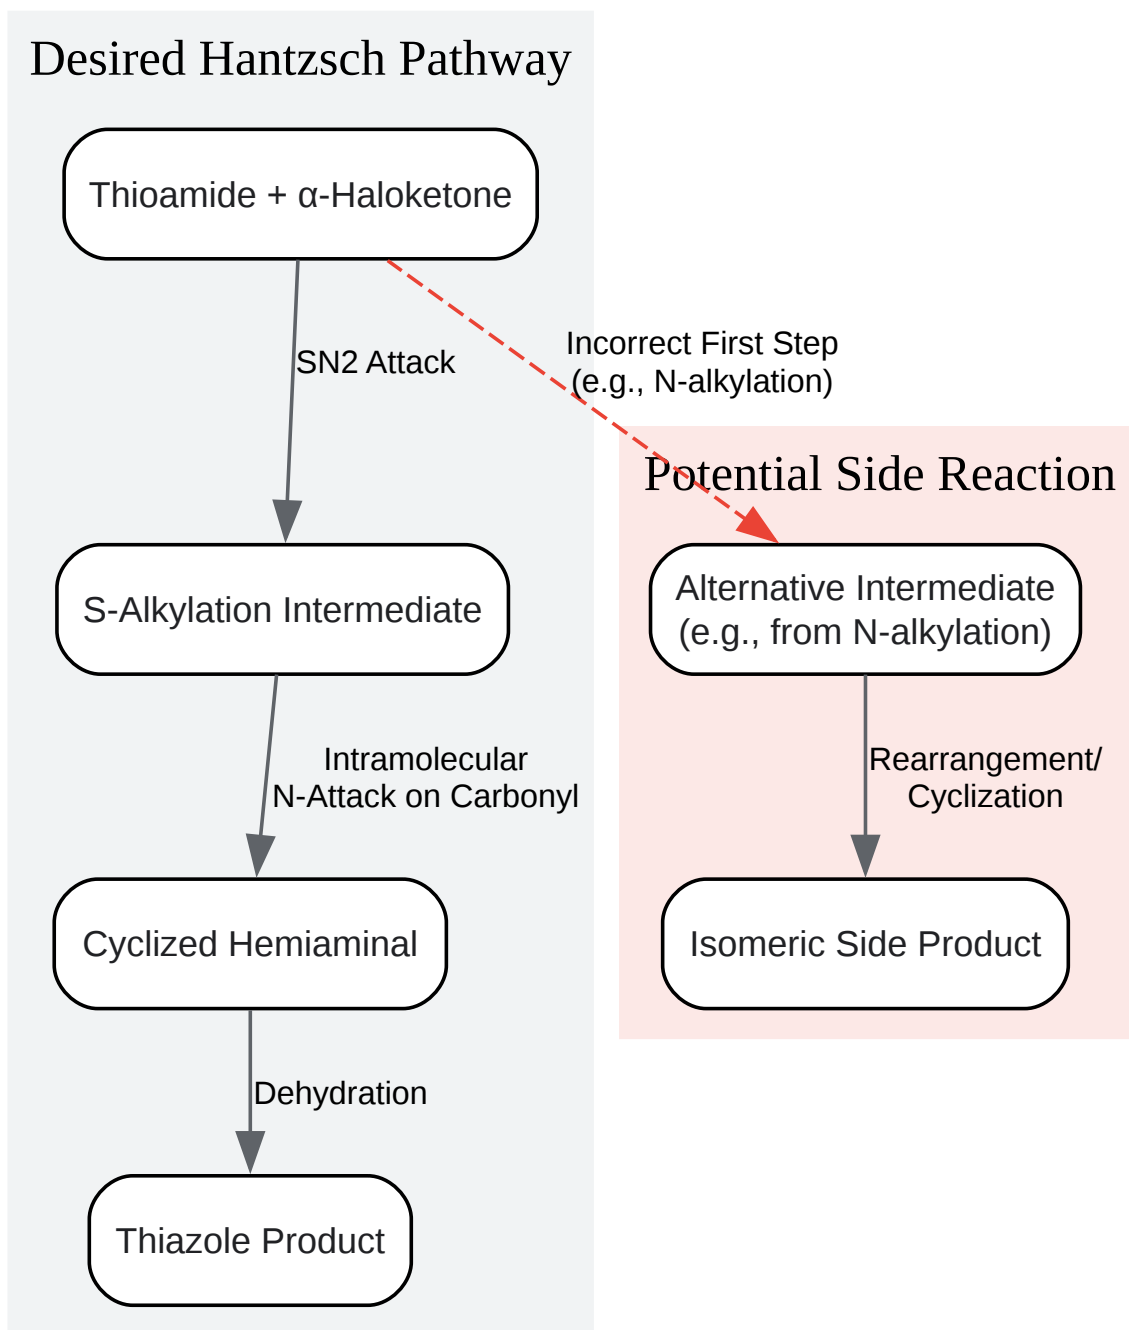 Desired Hantzsch Pathway
Thioamide + α-Haloketone
SN2 Attack
S-Alkylation Intermediate
Intramolecular
N-Attack on Carbonyl
Cyclized Hemiaminal
Dehydration
Thiazole Product
Incorrect First Step
(e.g., N-alkylation)
Potential Side Reaction
Alternative Intermediate
(e.g., from N-alkylation)
Rearrangement/
Cyclization
Isomeric Side Product